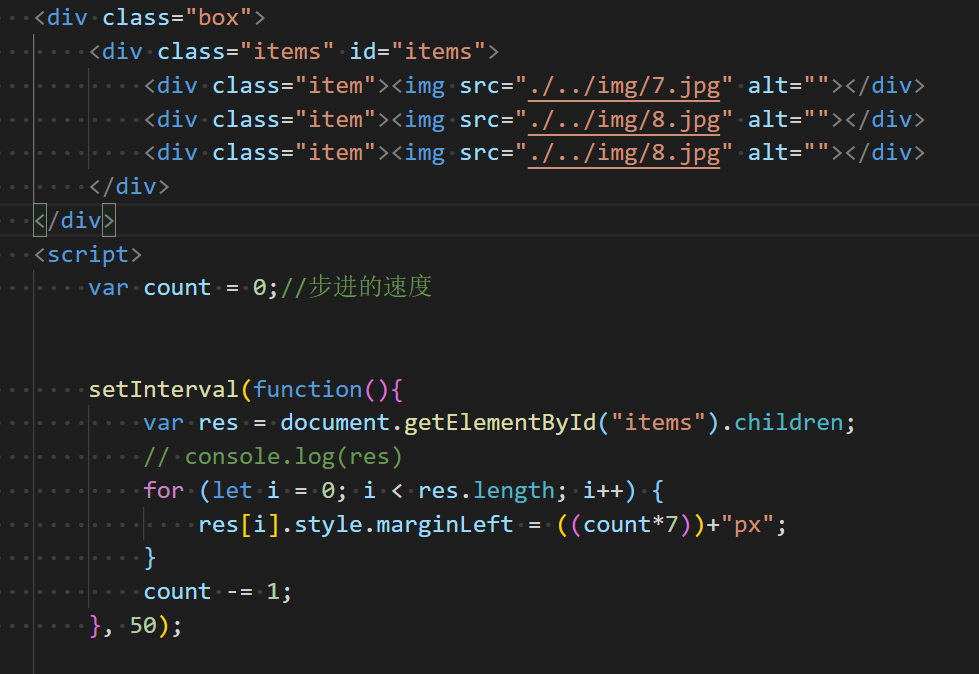 <div class="box">
<div class="items" id="items">
<div class="item"><img src="./../img/7.jpg" alt=""></div>
<div class="item"><img src="./../img/8.jpg" alt=""></div>
<div class="item"><img src="./../img/8.jpg" alt=""></div>
</div>
</div>
<script>
var count = 0;//步进的速度
setInterval(function(){
var res = document.getElementById("items").children;
// console.log(res)
for (let i = 0; i < res.length; i++) {
res[i].style.marginLeft = ((count*7))+"px";
}
count -= 1;
}, 50);